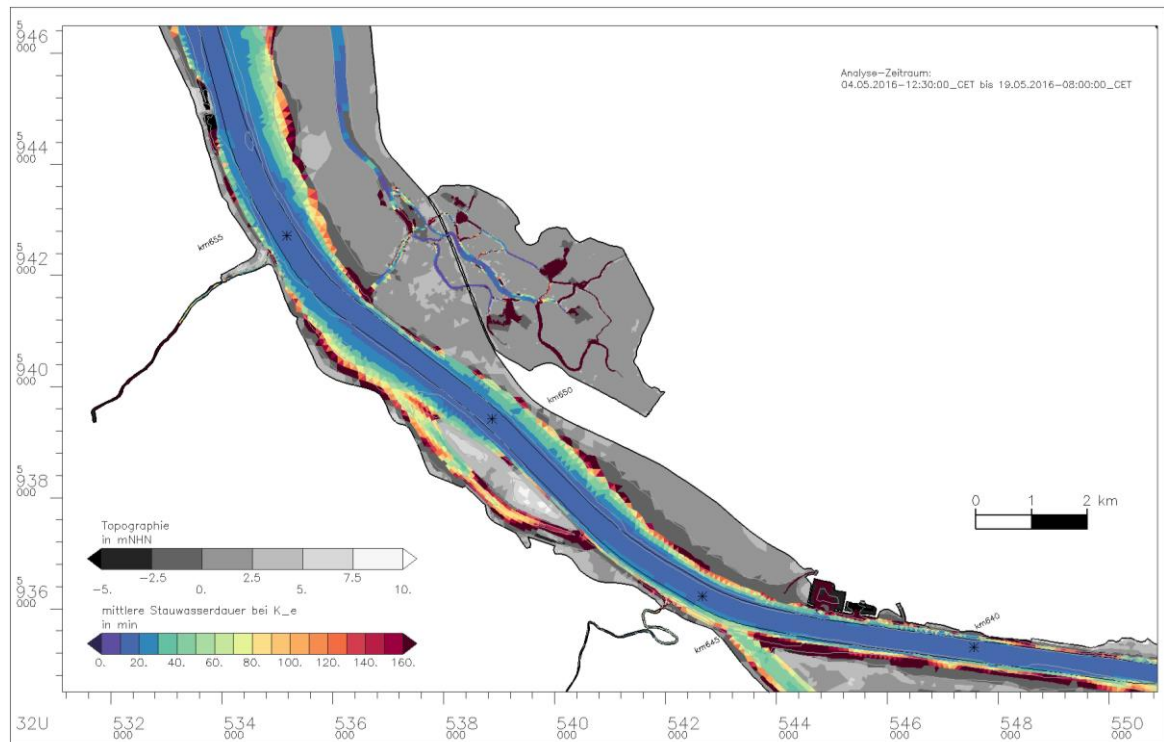 Analyse-Zeitraum:
04.05.2016-12:30:00_CET bis 19.05.2016-08:00:00_CET
5
946
000
5
944
000
5
942
000
5
940
000
5
938
000
5
936
000
km655
km650
km645
km640
0 1 2 km
Topographie
in mNHN
-5. -2.5 0. 2.5 5. 7.5 10.
mittlere Stauwasserdauer bei K_e
in min
0. 20. 40. 60. 80. 100. 120. 140. 160.
32U 532 534 536 538 540 542 544 546 548 550
000 000 000 000 000 000 000 000 000 000